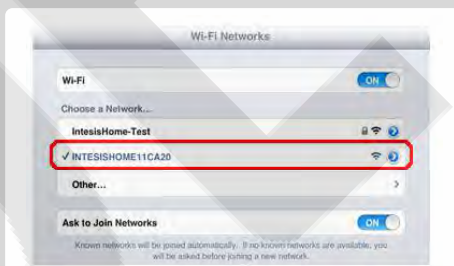 Wi-Fi Networks
Wi-Fi ON
Choose a Network...
IntesisHome-Test
✓ INTESISHOME11CA20
Other...
Ask to Join Networks ON
Known networks will be joined automatically. If no known networks are available, you
will be asked before joining a new network.